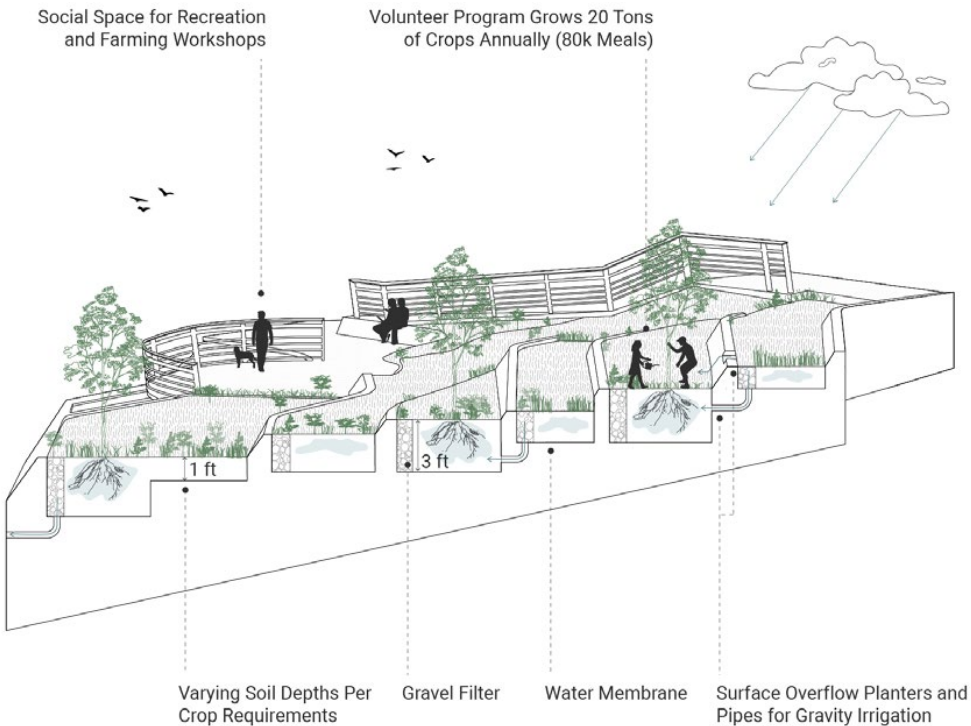 Social Space for Recreation
and Farming Workshops
Volunteer Program Grows 20 Tons
of Crops Annually (80k Meals)
1 ft
3 ft
Varying Soil Depths Per
Crop Requirements
Gravel Filter
Water Membrane
Surface Overflow Planters and
Pipes for Gravity Irrigation